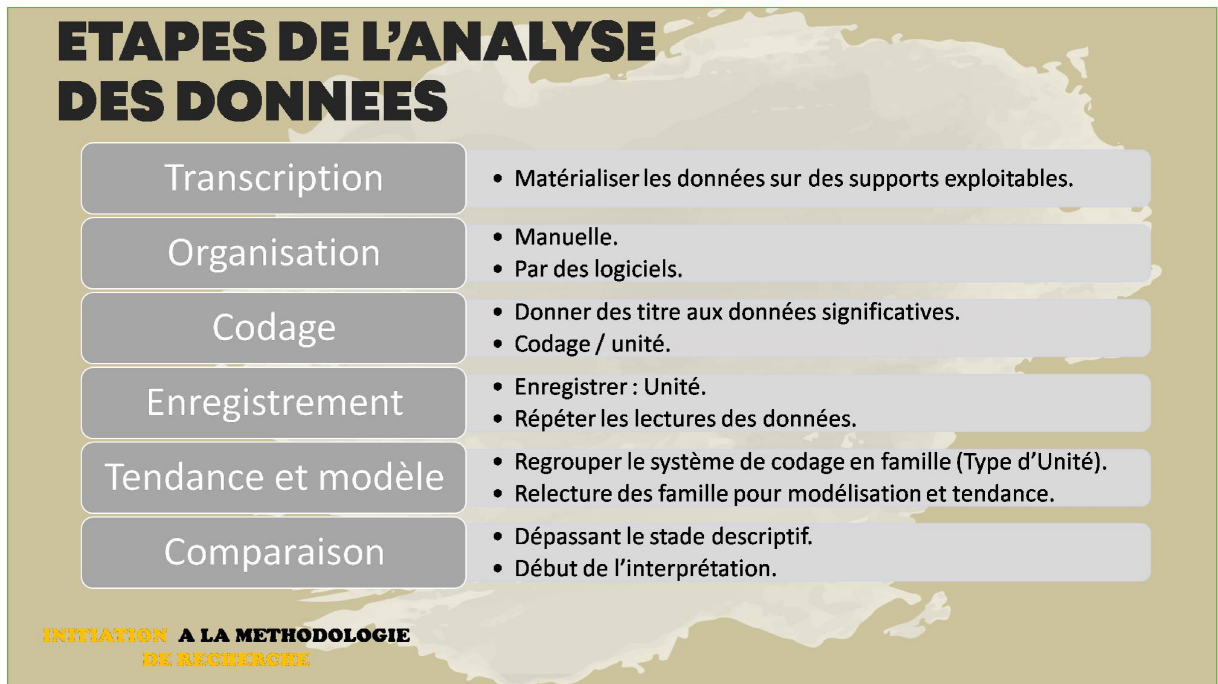 ETAPES DE L'ANALYSE
DES DONNEES
Transcription
• Matérialiser les données sur des supports exploitables.
Organisation
• Manuelle.
• Par des logiciels.
Codage
• Donner des titre aux données significatives.
• Codage / unité.
Enregistrement
• Enregistrer : Unité.
• Répéter les lectures des données.
Tendance et modèle
• Regrouper le système de codage en famille (Type d'Unité).
• Relecture des famille pour modélisation et tendance.
Comparaison
• Dépassant le stade descriptif.
• Début de l'interprétation.
INITIATION A LA METHODOLOGIE
DE RECHERCHE